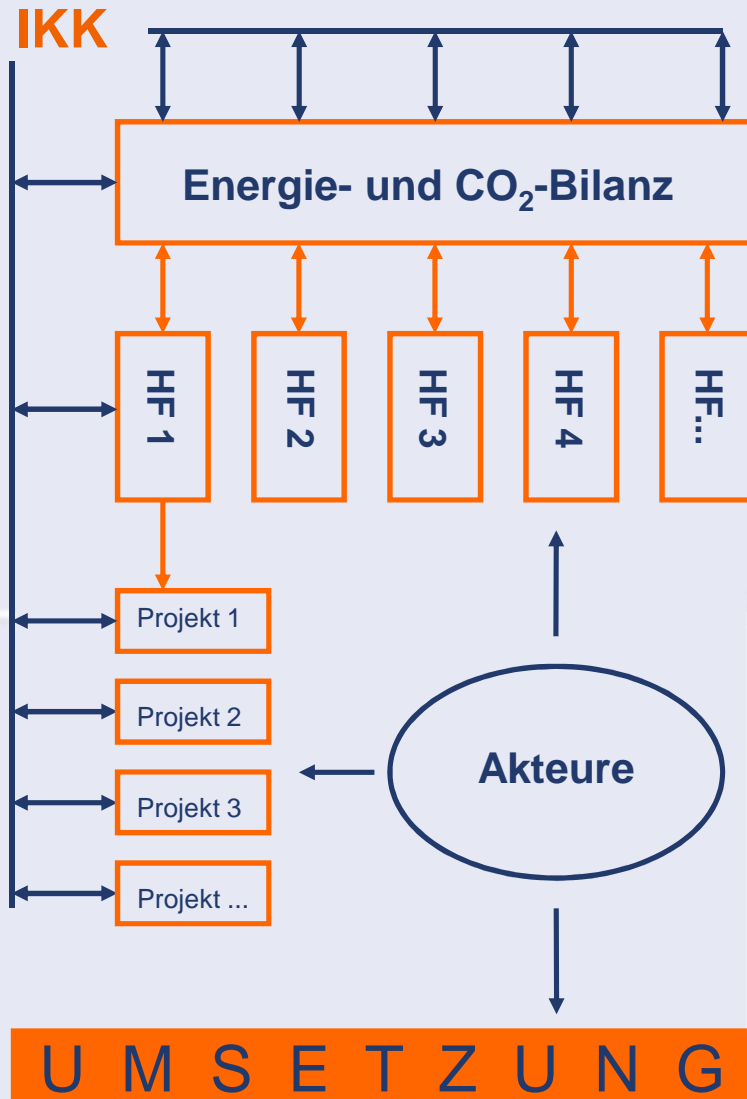 IKK
Energie- und CO₂-Bilanz
HF 1
HF 2
HF 3
HF 4
HF...
Projekt 1
Projekt 2
Projekt 3
Projekt ...
Akteure
U M S E T Z U N G